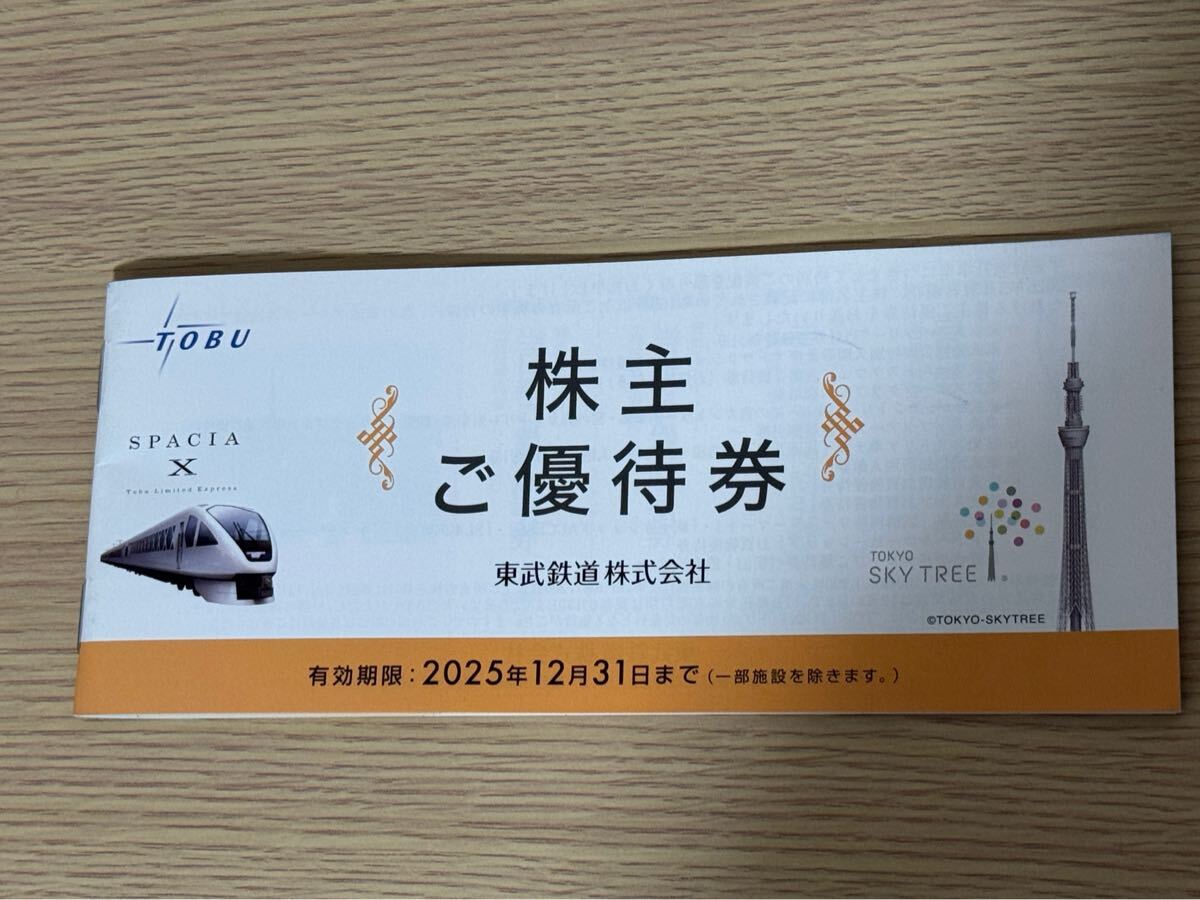 TOBU
SPACIA
X
Tobu Limited Express
株主
ご優待券
東武鉄道株式会社
TOKYO
SKYTREE®
©TOKYO-SKYTREE
有効期限：2025年12月31日まで（一部施設を除きます。）